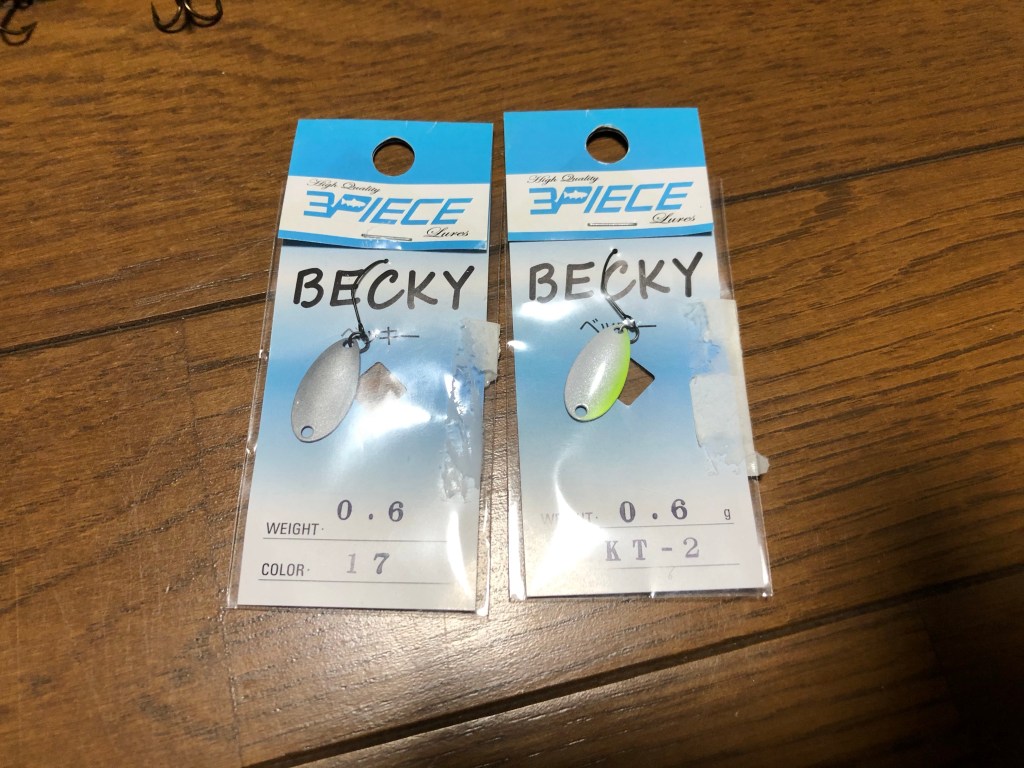 High Quality
3PIECE
Lures
BECKY
ベッキー
WEIGHT・ 0.6
COLOR・ 17
High Quality
3PIECE
Lures
BECKY
ベッキー
WEIGHT・ 0.6 g
KT-2